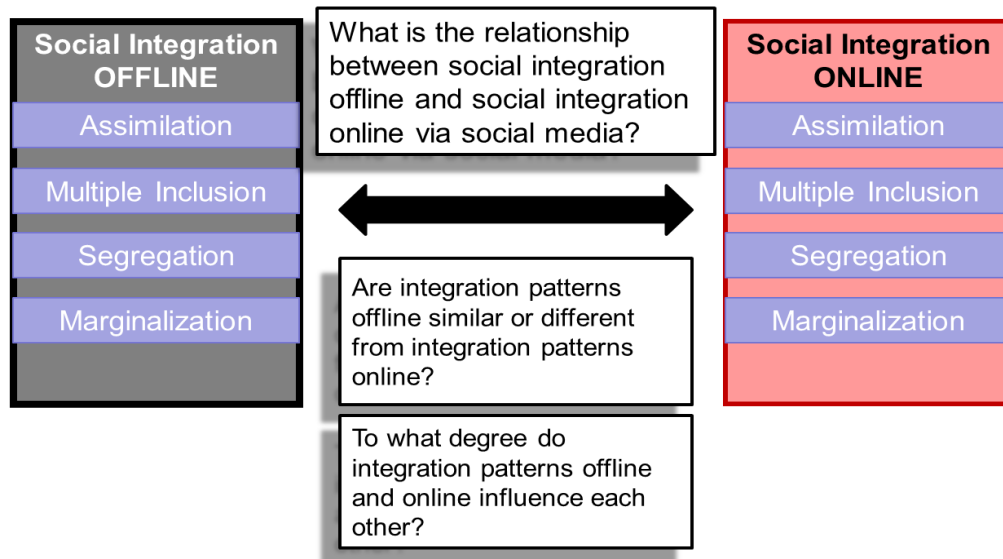 Social Integration
OFFLINE
Assimilation
Multiple Inclusion
Segregation
Marginalization
What is the relationship
between social integration
offline and social integration
online via social media?
Are integration patterns
offline similar or different
from integration patterns
online?
To what degree do
integration patterns offline
and online influence each
other?
Social Integration
ONLINE
Assimilation
Multiple Inclusion
Segregation
Marginalization